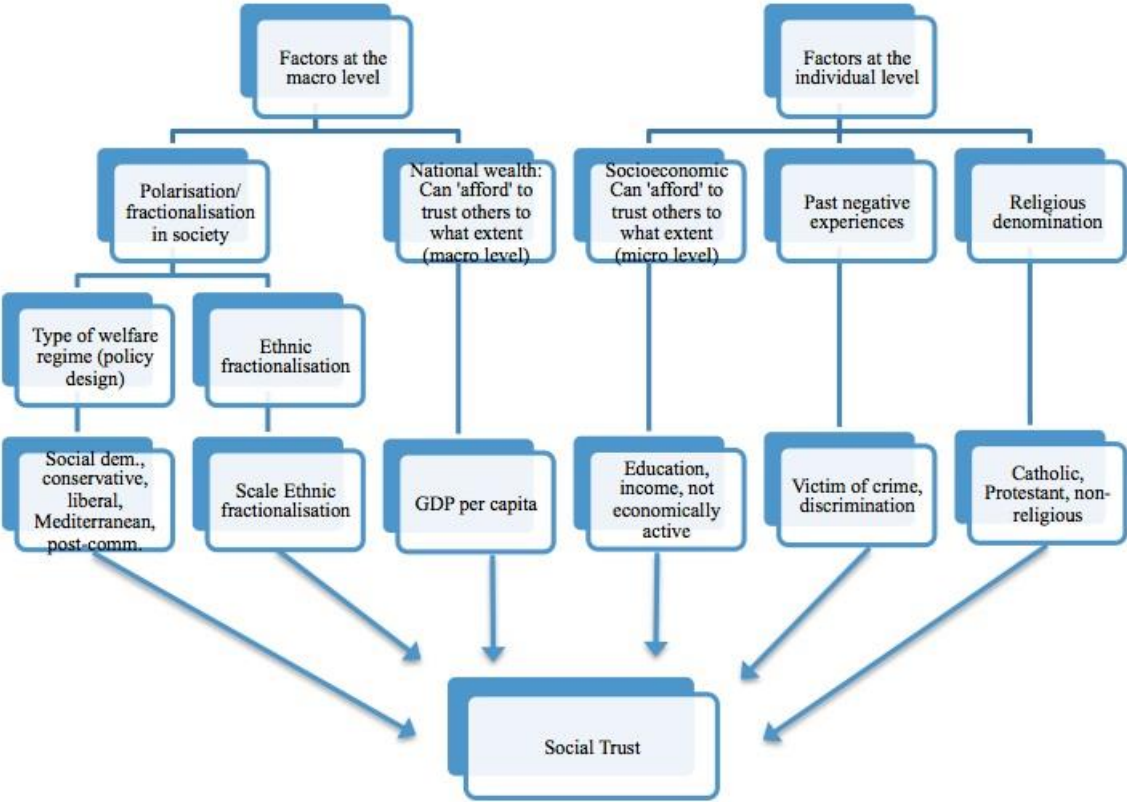 Factors at the
macro level
Factors at the
individual level
Polarisation/
fractionalisation
in society
National wealth:
Can 'afford' to
trust others to
what extent
(macro level)
Socioeconomic
Can 'afford' to
trust others to
what extent
(micro level)
Past negative
experiences
Religious
denomination
Type of welfare
regime (policy
design)
Ethnic
fractionalisation
Social dem.,
conservative,
liberal,
Mediterranean,
post-comm.
Scale Ethnic
fractionalisation
GDP per capita
Education,
income, not
economically
active
Victim of crime,
discrimination
Catholic,
Protestant, non-
religious
Social Trust